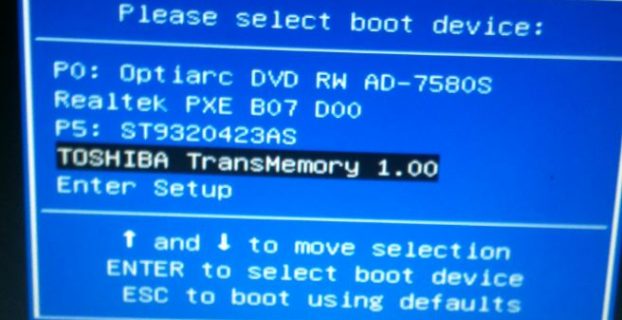 Please select boot device:
P0: Optiarc DVD RW AD-7580S
Realtek PXE B07 D00
P5: ST9320423AS
TOSHIBA TransMemory 1.00
Enter Setup
↑ and ↓ to move selection
ENTER to select boot device
ESC to boot using defaults